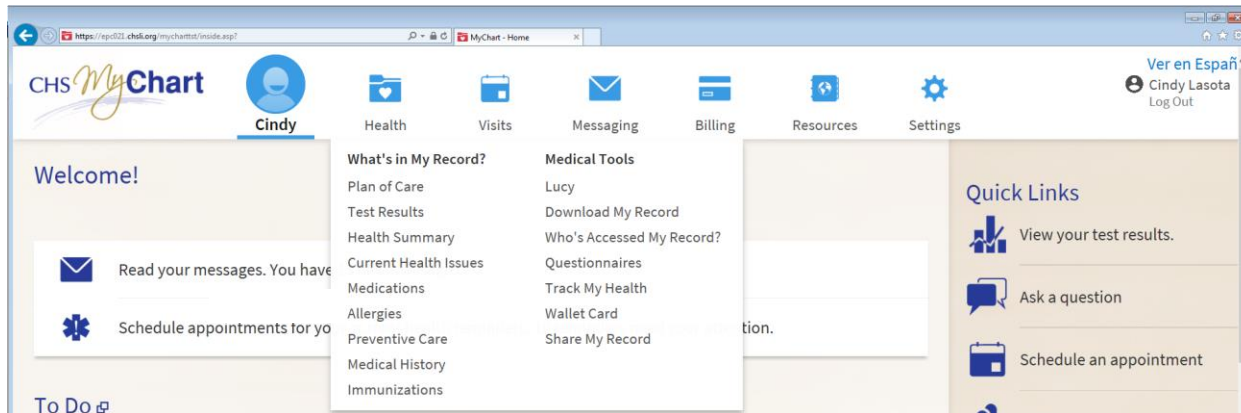 https://epc021.chsli.org/mycharttst/inside.asp?
MyChart - Home
CHS MyChart
Cindy
Health
Visits
Messaging
Billing
Resources
Settings
Ver en Españ
Cindy Lasota
Log Out
Welcome!
Read your messages. You have
Schedule appointments for yo
tion.
To Do
What's in My Record?
Plan of Care
Test Results
Health Summary
Current Health Issues
Medications
Allergies
Preventive Care
Medical History
Immunizations
Medical Tools
Lucy
Download My Record
Who's Accessed My Record?
Questionnaires
Track My Health
Wallet Card
Share My Record
Quick Links
View your test results.
Ask a question
Schedule an appointment